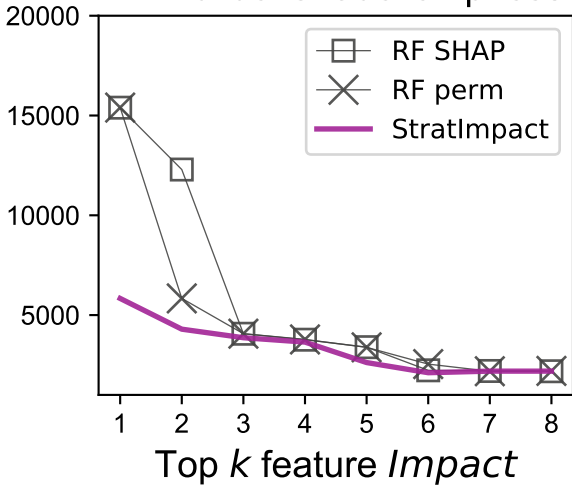 20000
15000
10000
5000
RF SHAP
RF perm
StratImpact
1 2 3 4 5 6 7 8
Top k feature Impact